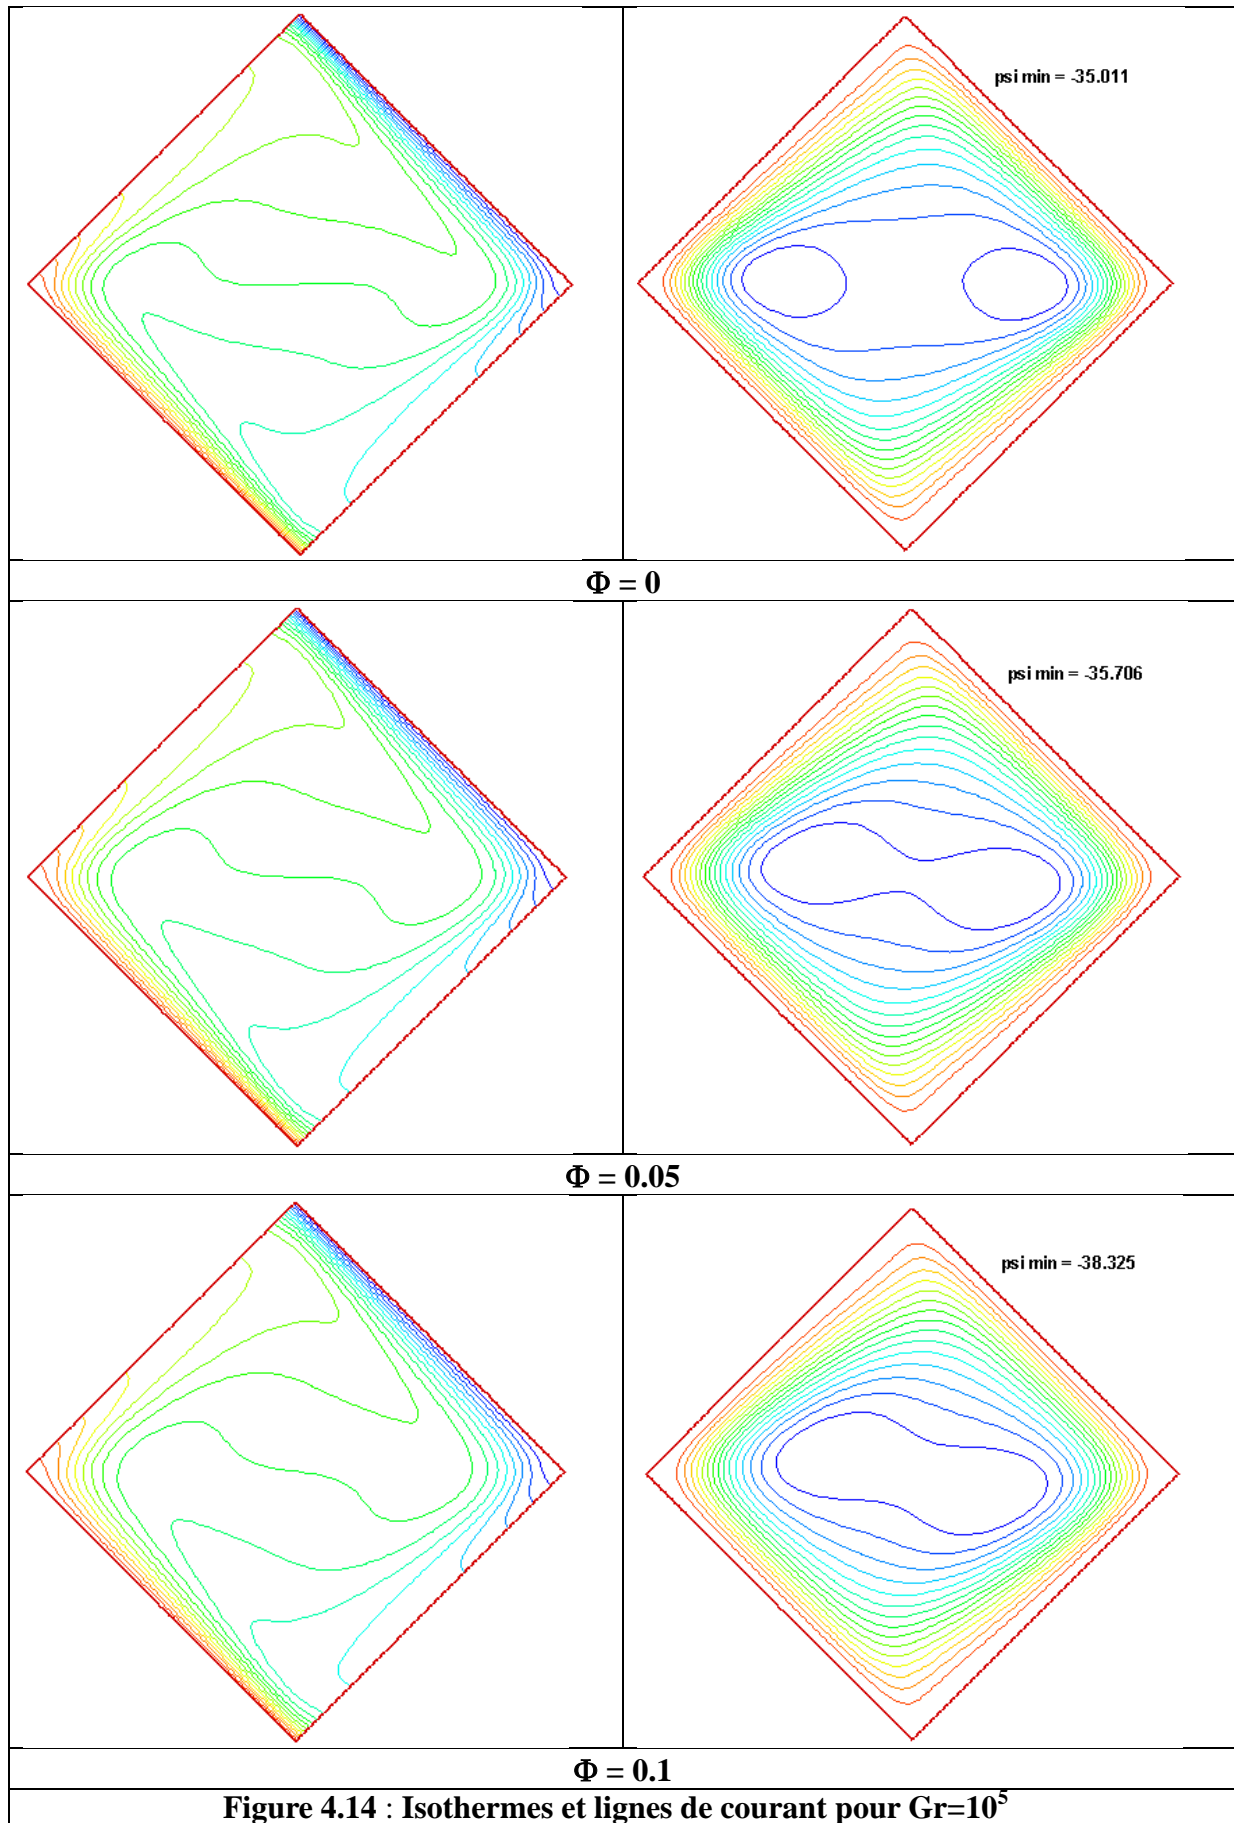 psi min = -35.011
Φ = 0
psi min = -35.706
Φ = 0.05
psi min = -38.325
Φ = 0.1
Figure 4.14 : Isothermes et lignes de courant pour Gr=10⁵